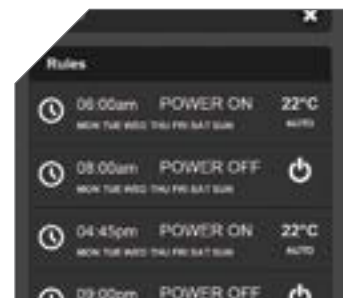 Rules
06:00am POWER ON 22°C
MON TUE WED THU FRI SAT SUN AUTO
08:00am POWER OFF
MON TUE WED THU FRI SAT SUN
04:45pm POWER ON 22°C
MON TUE WED THU FRI SAT SUN AUTO
09:00pm POWER OFF